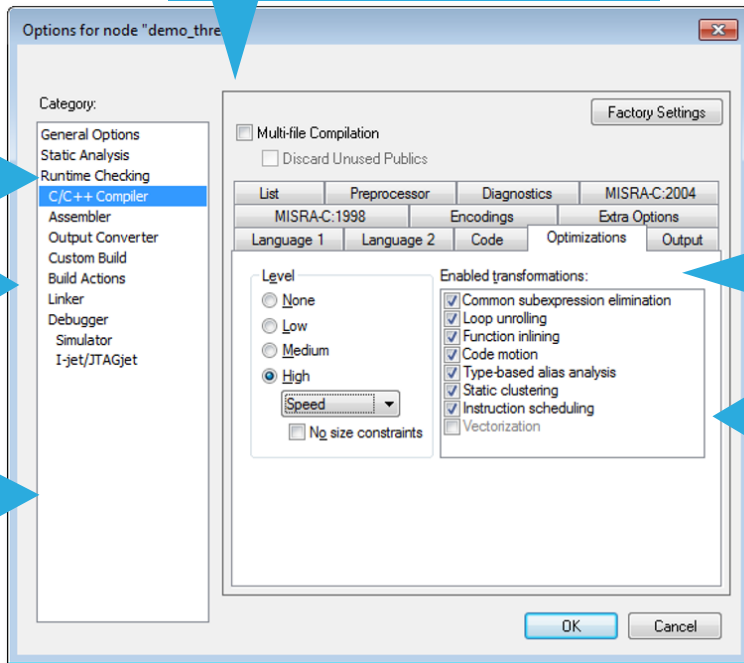 Options for node "demo_thre
Category:
General Options
Static Analysis
Runtime Checking
C/C++ Compiler
Assembler
Output Converter
Custom Build
Build Actions
Linker
Debugger
Simulator
I-jet/JTAGjet
Factory Settings
Multi-file Compilation
Discard Unused Publics
List Preprocessor Diagnostics MISRA-C:2004
MISRA-C:1998 Encodings Extra Options
Language 1 Language 2 Code Optimizations Output
Level
None
Low
Medium
High
Speed
No size constraints
Enabled transformations:
Common subexpression elimination
Loop unrolling
Function inlining
Code motion
Type-based alias analysis
Static clustering
Instruction scheduling
Vectorization
OK Cancel